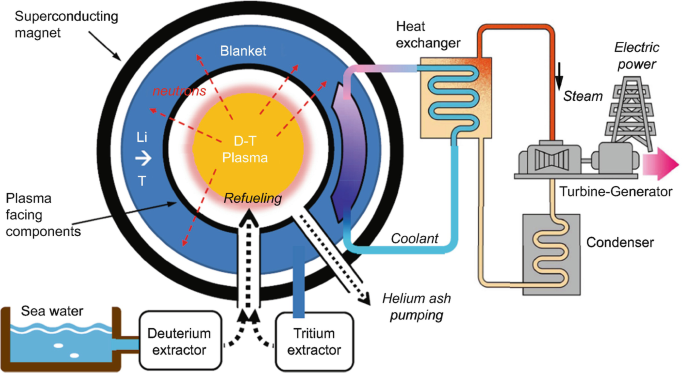 Superconducting
magnet
Blanket
neutrons
Li
T
D-T
Plasma
Plasma
facing
components
Refueling
Heat
exchanger
Electric
power
Steam
Turbine-Generator
Condenser
Coolant
Helium ash
pumping
Sea water
Deuterium
extractor
Tritium
extractor